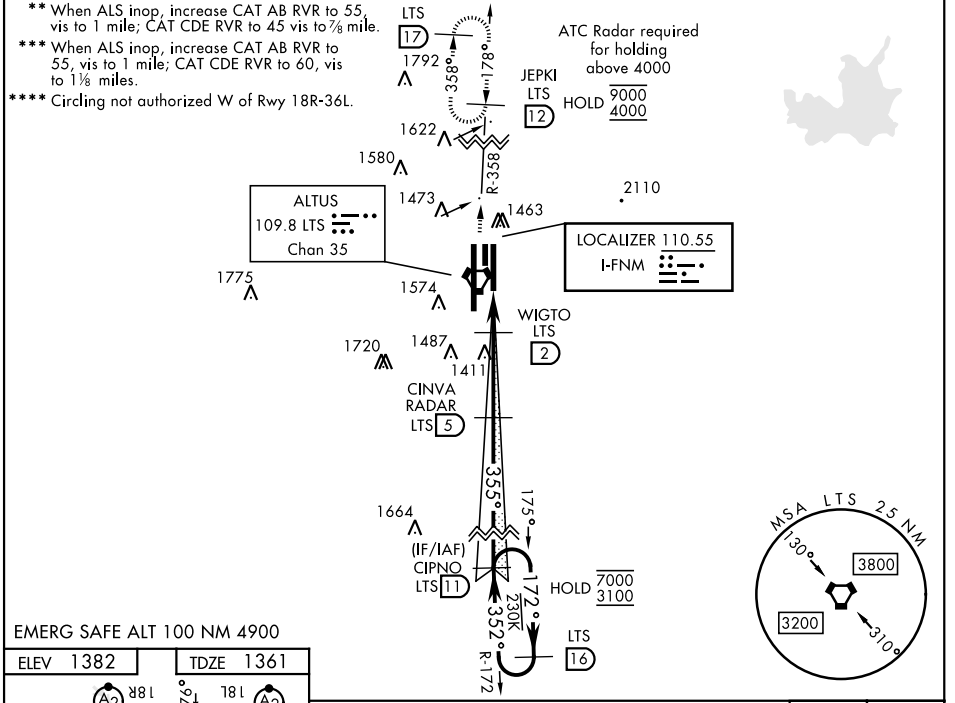 ** When ALS inop, increase CAT AB RVR to 55,
vis to 1 mile; CAT CDE RVR to 45 vis to ⅞ mile.
*** When ALS inop, increase CAT AB RVR to
55, vis to 1 mile; CAT CDE RVR to 60, vis
to 1⅛ miles.
**** Circling not authorized W of Rwy 18R-36L.
LTS
17
358°
178°
ATC Radar required
for holding
above 4000
1792
JEPKI
LTS
12
HOLD 9000
4000
1622
1580
R-358
1473
1463
2110
ALTUS
109.8 LTS
Chan 35
LOCALIZER 110.55
I-FNM
1775
1574
WIGTO
LTS
2
1720
1487
1411
CINVA
RADAR
LTS 5
355°
175°
1664
(IF/IAF)
CIPNO
LTS 11
172°
230K
HOLD 7000
3100
352°
R-172
LTS
16
MSA LTS 25 NM
130°
3800
3200
310°
EMERG SAFE ALT 100 NM 4900
ELEV 1382
TDZE 1361
18R
18L